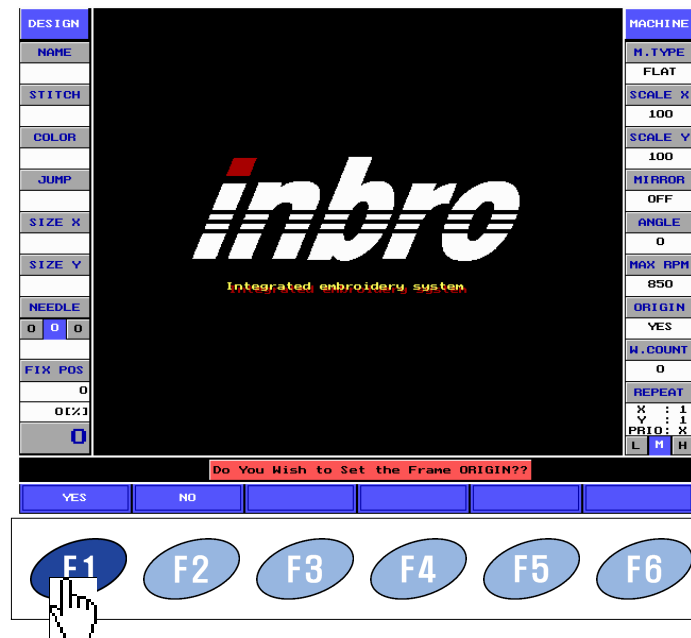 DESIGN
NAME
STITCH
COLOR
JUMP
SIZE X
SIZE Y
NEEDLE
0 0 0
FIX POS
0
0[%]
0
inbro
Integrated embroidery system
MACHINE
M.TYPE
FLAT
SCALE X
100
SCALE Y
100
MIRROR
OFF
ANGLE
0
MAX RPM
850
ORIGIN
YES
W.COUNT
0
REPEAT
X : 1
Y : 1
PRIO: X
L M H
Do You Wish to Set the Frame ORIGIN??
YES NO
F1 F2 F3 F4 F5 F6